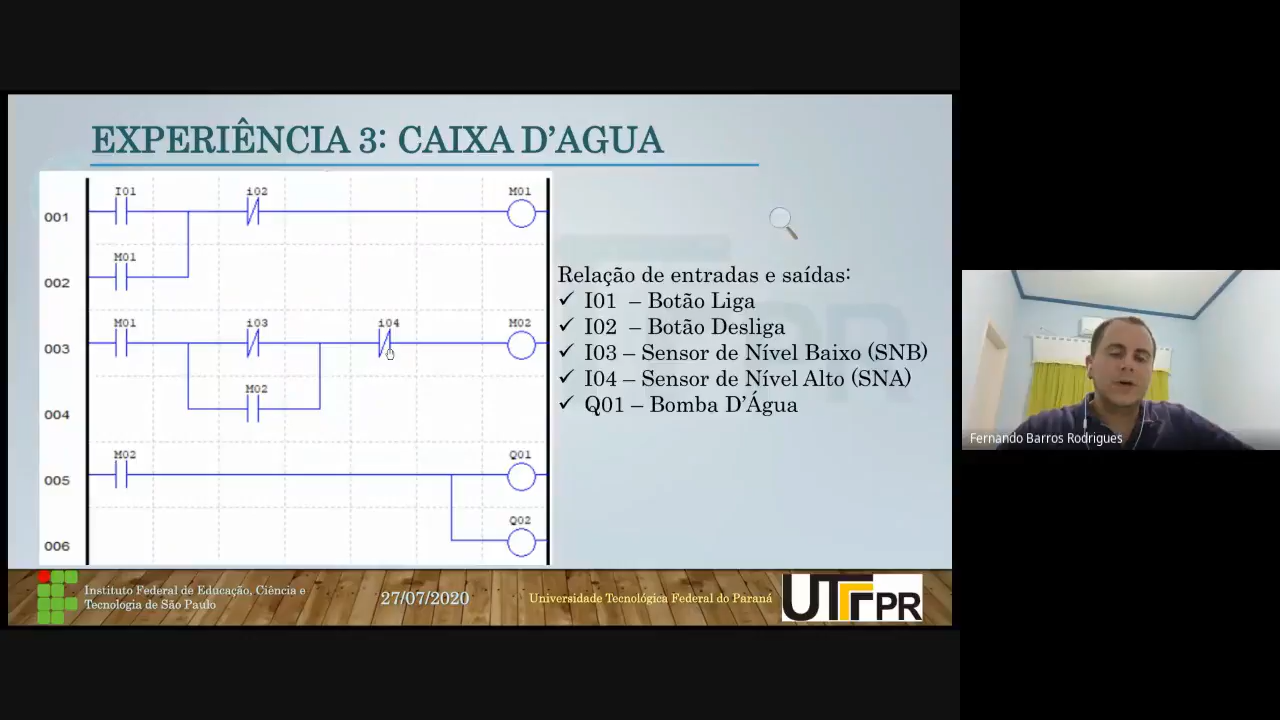 EXPERIÊNCIA 3: CAIXA D'AGUA
I01 i02 M01
001
M01
002
M01 i03 i04 M02
003
M02
004
M02 Q01
005
Q02
006
Relação de entradas e saídas:
✓ I01 – Botão Liga
✓ I02 – Botão Desliga
✓ I03 – Sensor de Nível Baixo (SNB)
✓ I04 – Sensor de Nível Alto (SNA)
✓ Q01 – Bomba D'Água
Fernando Barros Rodrigues
Instituto Federal de Educação, Ciência e
Tecnologia de São Paulo
27/07/2020
Universidade Tecnológica Federal do Paraná
UTFPR